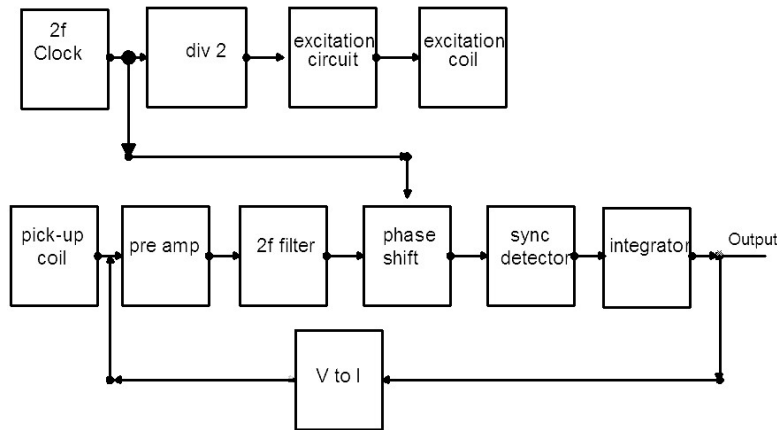 2f
Clock
div 2
excitation
circuit
excitation
coil
pick-up
coil
pre amp
2f filter
phase
shift
sync
detector
integrator
Output
V to I